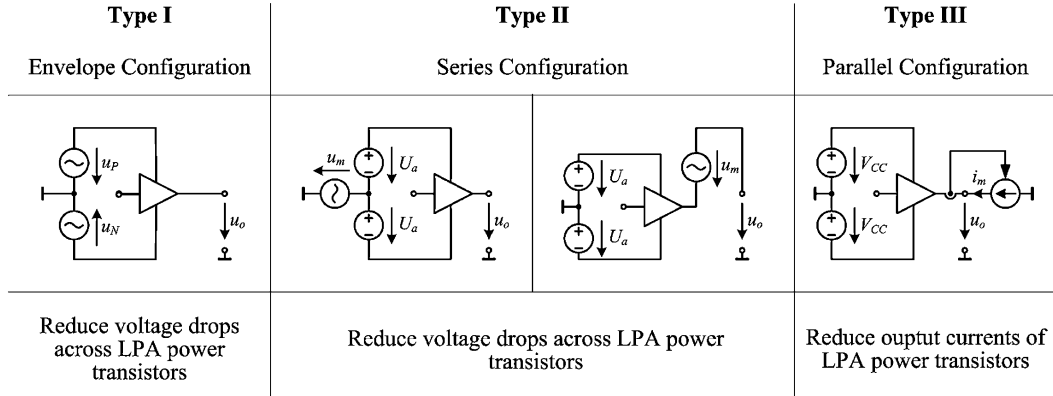 Type I
Type II
Type III
Envelope Configuration
Series Configuration
Parallel Configuration
u_P
u_N
u_o
u_m
U_a
U_a
u_o
U_a
U_a
u_m
u_o
V_CC
V_CC
i_m
u_o
Reduce voltage drops
across LPA power
transistors
Reduce voltage drops across LPA power
transistors
Reduce ouptut currents of
LPA power transistors